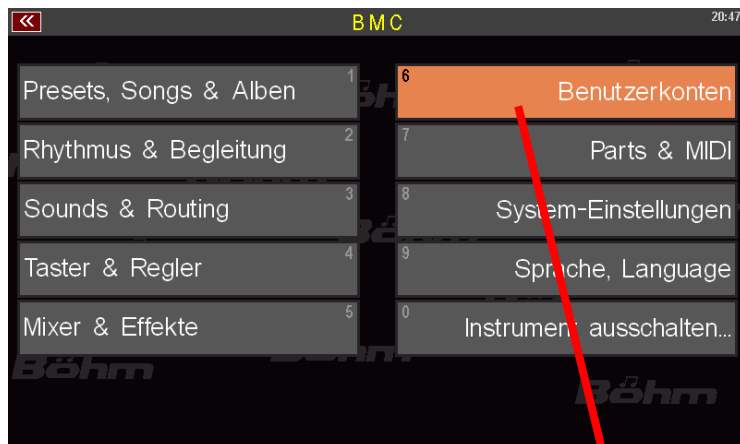 BMC
20:47
Presets, Songs & Alben 1
Rhythmus & Begleitung 2
Sounds & Routing 3
Taster & Regler 4
Mixer & Effekte 5
6 Benutzerkonten
7 Parts & MIDI
8 System-Einstellungen
9 Sprache, Language
0 Instrument ausschalten...
Böhm
Böhm